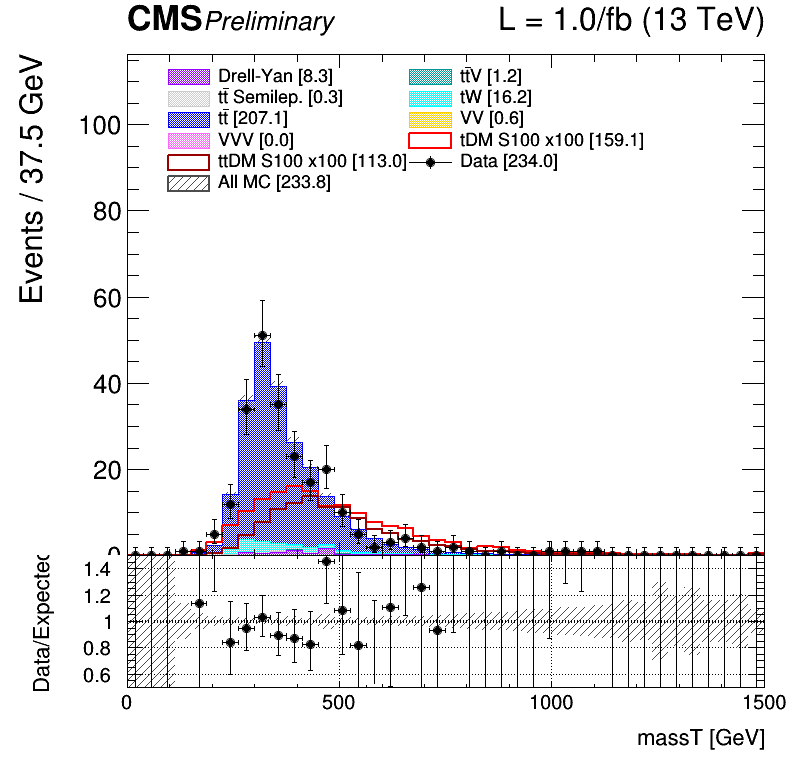 CMS Preliminary L = 1.0/fb (13 TeV)
Events / 37.5 GeV
Drell-Yan [8.3]
tt̄ Semilep. [0.3]
tt̄ [207.1]
VVV [0.0]
ttDM S100 x100 [113.0]
All MC [233.8]
tt̄V [1.2]
tW [16.2]
VV [0.6]
tDM S100 x100 [159.1]
Data [234.0]
100
80
60
40
20
0
Data/Expected
1.4
1.2
1
0.8
0.6
0 500 1000 1500
massT [GeV]